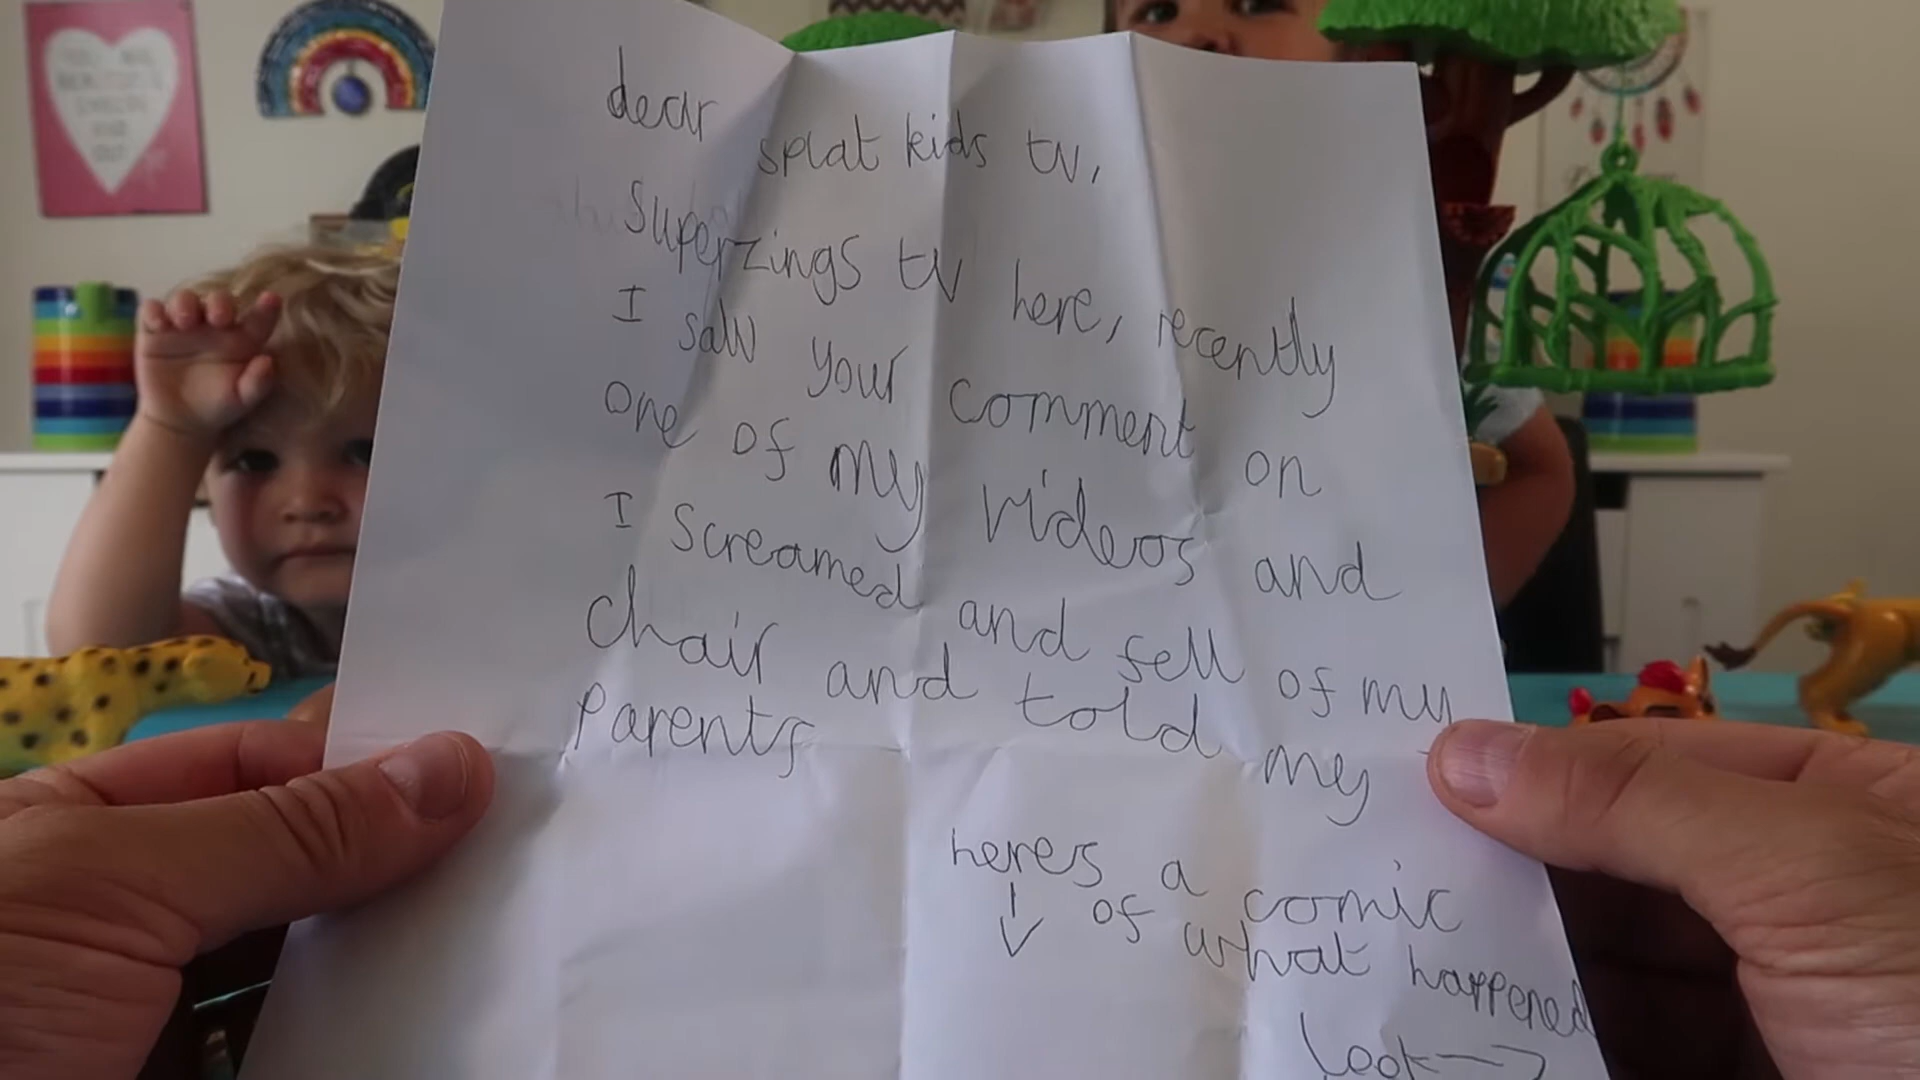 dear splat kids tv,
Superzings tv here, recently
I saw your comment on
one of my videos and
I screamed and fell of my
chair and told my
Parents
heres a comic
of what happened
look